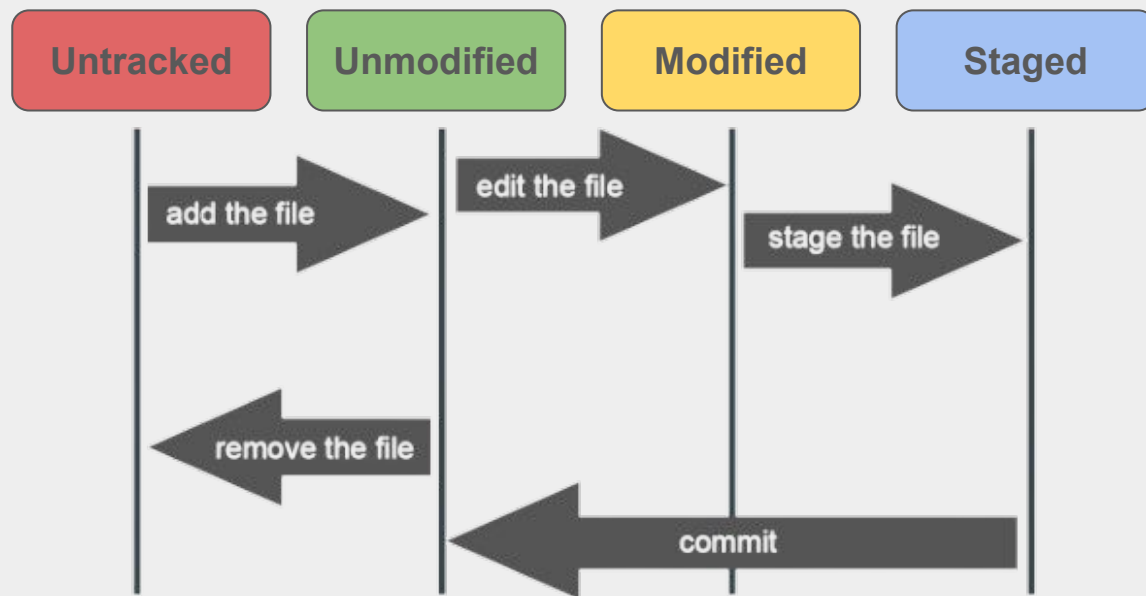 Untracked
Unmodified
Modified
Staged
add the file
edit the file
stage the file
remove the file
commit